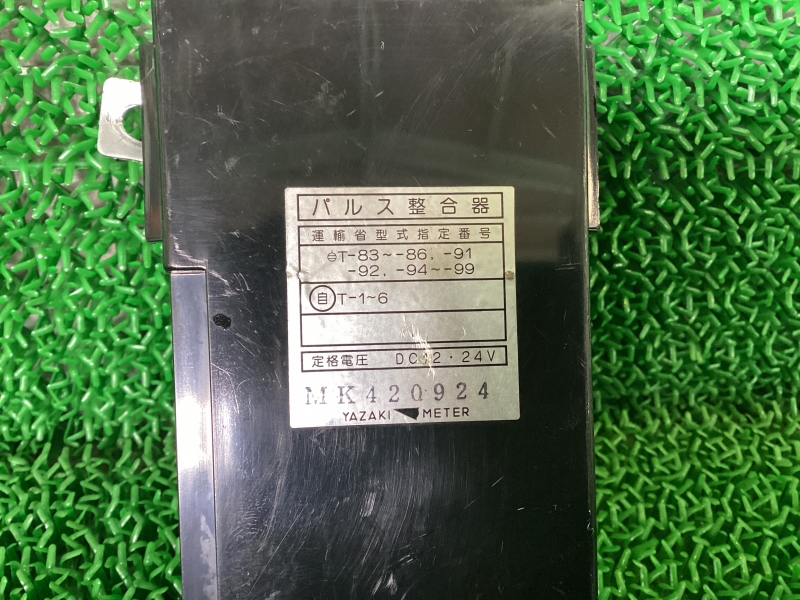 パルス整合器
運輸省型式指定番号
⊖T-83~-86, -91
-92, -94~-99
㊀T-1~6
定格電圧 DC12・24V
MK420924
YAZAKI METER